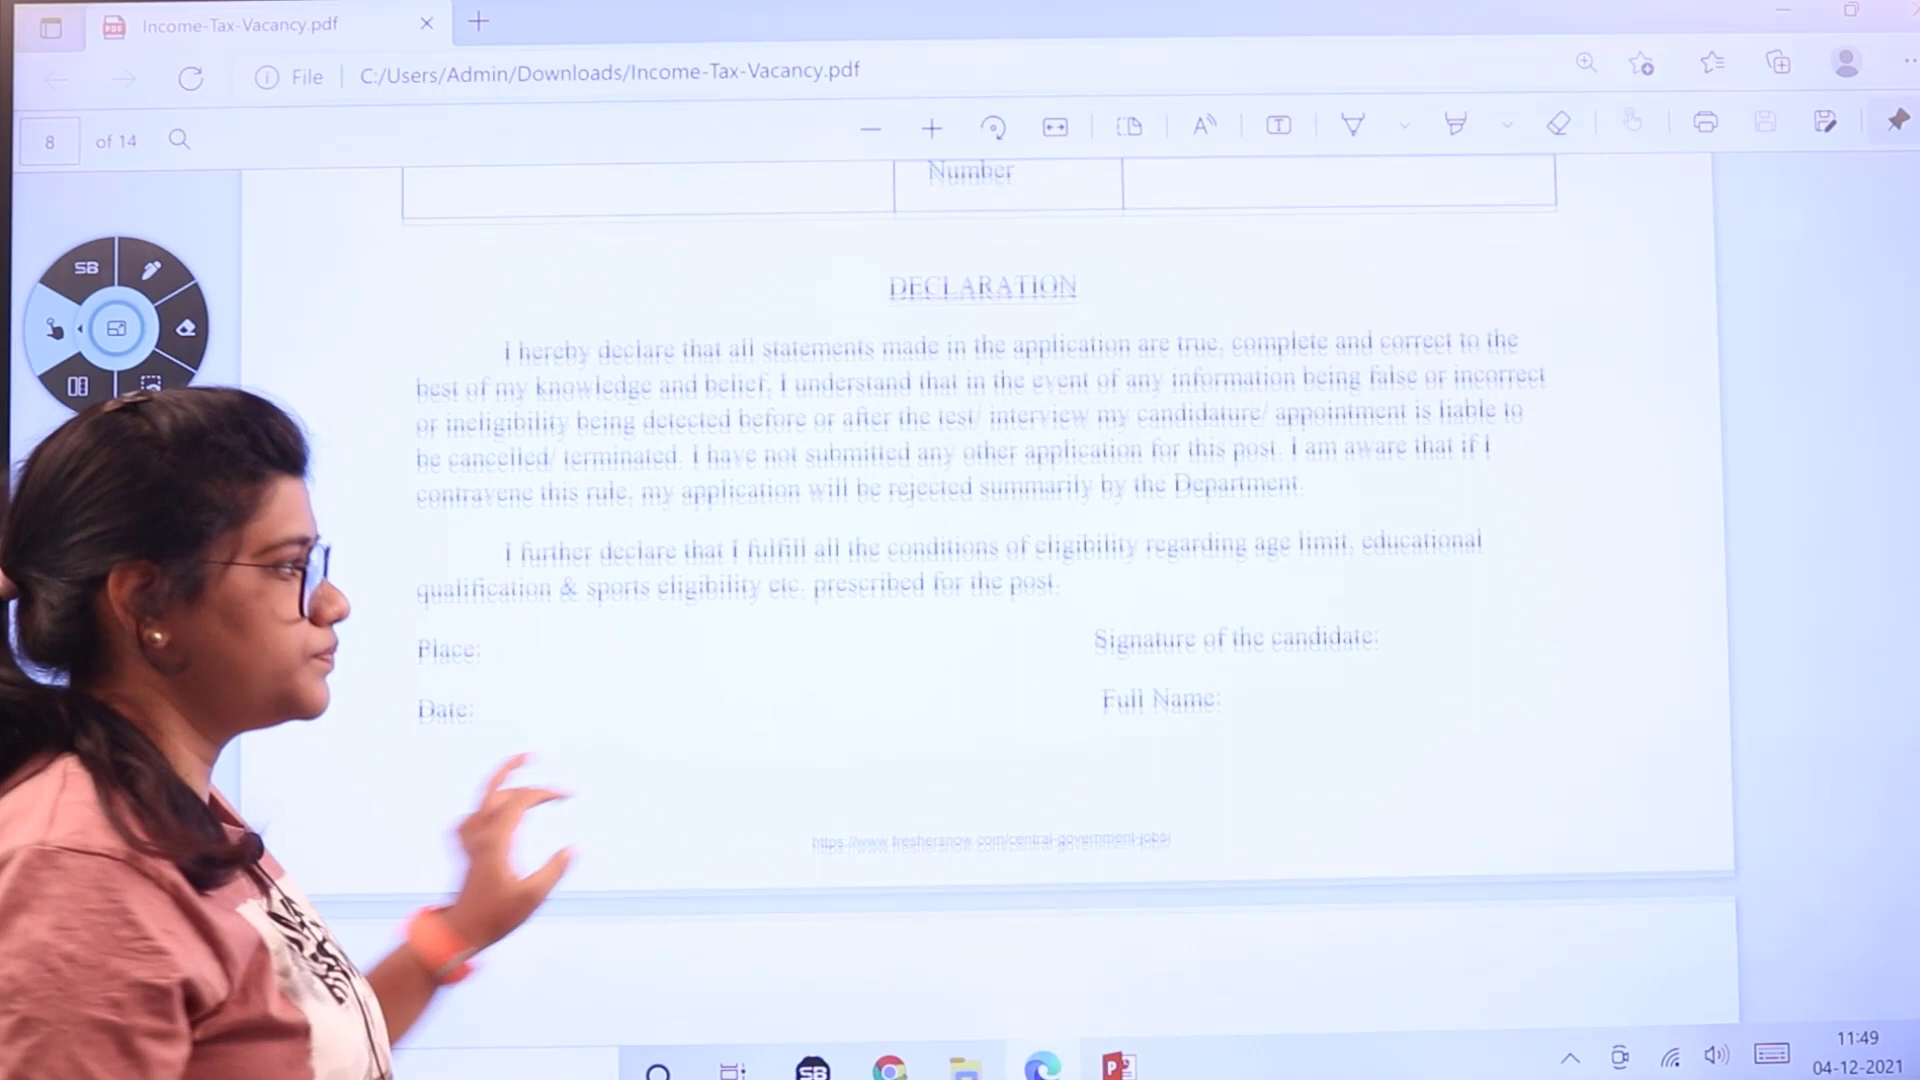 Income-Tax-Vacancy.pdf
File
C:/Users/Admin/Downloads/Income-Tax-Vacancy.pdf
8 of 14
Number
SB
DECLARATION
I hereby declare that all statements made in the application are true, complete and correct to the
best of my knowledge and belief. I understand that in the event of any information being false or incorrect
or ineligibility being detected before or after the test/ interview my candidature/ appointment is liable to
be cancelled/ terminated. I have not submitted any other application for this post. I am aware that if I
contravene this rule, my application will be rejected summarily by the Department.
I further declare that I fulfill all the conditions of eligibility regarding age limit, educational
qualification & sports eligibility etc. prescribed for the post.
Place:
Signature of the candidate:
Date:
Full Name:
https://www.freshersnow.com/central-government-jobs/
SB
11:49
04-12-2021